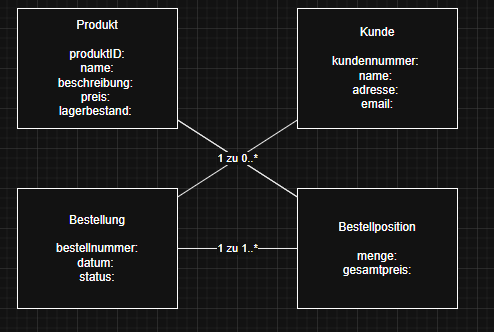 Produkt
produktID:
name:
beschreibung:
preis:
lagerbestand:
Kunde
kundennummer:
name:
adresse:
email:
1 zu 0..*
Bestellung
bestellnummer:
datum:
status:
1 zu 1..*
Bestellposition
menge:
gesamtpreis: